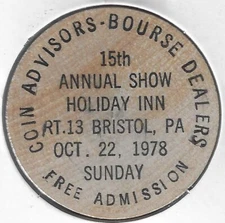 COIN ADVISORS-BOURSE DEALERS
15th
ANNUAL SHOW
HOLIDAY INN
RT.13 BRISTOL, PA
OCT. 22, 1978
SUNDAY
FREE ADMISSION